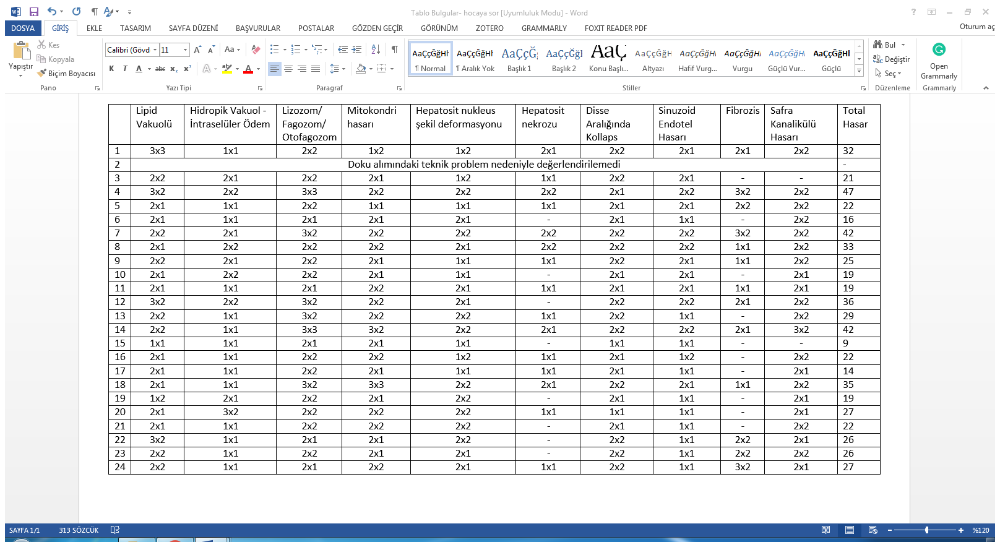 Tablo Bulgular- hocaya sor [Uyumluluk Modu] - Word
DOSYA GİRİŞ EKLE TASARIM SAYFA DÜZENİ BAŞVURULAR POSTALAR GÖZDEN GEÇİR GÖRÜNÜM ZOTERO GRAMMARLY FOXIT READER PDF Oturum aç
Yapıştır
Kes
Kopyala
Biçim Boyacısı
Pano
Calibri (Gövd 11
Yazı Tipi
Paragraf
AaÇçĞğHl AaÇçĞğHl AaÇçĞg AaÇçĞğl AaÇ AaÇçĞğH AaÇçĞğHl AaÇçĞğHl AaÇçĞğHl AaÇçĞğHl
¶ Normal ¶ Aralık Yok Başlık 1 Başlık 2 Konu Başlı... Altyazı Hafif Vurg... Vurgu Güçlü Vur... Güçlü
Stiller
Bul
Değiştir
Seç
Düzenleme
Open
Grammarly
Grammarly
Lipid Vakuolü Hidropik Vakuol - İntraselüler Ödem Lizozom/ Fagozom/ Otofagozom Mitokondri hasarı Hepatosit nukleus şekil deformasyonu Hepatosit nekrozu Disse Aralığında Kollaps Sinuzoid Endotel Hasarı Fibrozis Safra Kanalikülü Hasarı Total Hasar
1 3x3 1x1 2x2 1x2 1x2 2x1 2x2 2x1 2x1 2x2 32
2 Doku alımındaki teknik problem nedeniyle değerlendirilemedi -
3 2x2 2x1 2x2 2x1 1x2 1x1 2x2 2x1 - - 21
4 3x2 2x2 3x3 2x2 2x2 2x2 2x1 2x2 3x2 2x2 47
5 2x1 1x1 2x2 1x1 1x1 1x1 2x1 2x1 2x2 2x2 22
6 2x1 1x1 2x1 2x1 2x1 - 2x1 1x1 - 2x2 16
7 2x2 2x1 3x2 2x2 2x2 2x2 2x2 2x2 3x2 2x2 42
8 2x1 2x2 2x2 2x2 2x1 2x2 2x2 2x2 1x1 2x2 33
9 2x2 2x1 2x2 2x1 1x1 1x1 2x2 2x1 1x1 2x2 25
10 2x1 2x2 2x2 2x1 1x1 - 2x1 2x1 - 2x1 19
11 2x1 1x1 2x1 2x2 2x1 1x1 2x1 2x1 1x1 2x1 19
12 3x2 2x2 3x2 2x2 2x1 - 2x2 2x2 2x1 2x2 36
13 2x2 1x1 3x2 2x2 2x2 1x1 2x2 1x1 - 2x2 29
14 2x2 1x1 3x3 3x2 2x2 2x1 2x2 2x2 2x1 3x2 42
15 1x1 1x1 2x1 2x1 1x1 - 1x1 1x1 - - 9
16 2x1 1x1 2x2 2x2 1x2 1x1 2x1 1x2 - 2x2 22
17 2x1 1x1 2x2 2x1 1x1 1x1 2x1 1x1 - 2x1 14
18 2x1 1x1 3x2 3x3 2x2 2x1 2x2 2x1 1x1 2x2 35
19 1x2 2x1 2x2 2x1 2x2 - 2x1 1x1 - 2x1 19
20 2x1 3x2 2x2 2x2 2x2 1x1 1x1 1x1 - 2x1 27
21 2x1 1x1 2x2 2x2 2x2 - 2x1 1x1 - 2x2 22
22 3x2 1x1 2x1 2x1 2x2 - 2x2 1x1 2x2 2x1 26
23 2x2 1x1 2x2 2x1 2x1 - 2x2 1x1 2x2 2x2 26
24 2x2 1x1 2x1 2x2 2x1 1x1 2x2 1x1 3x2 2x1 27
SAYFA 1/1 313 SÖZCÜK %120